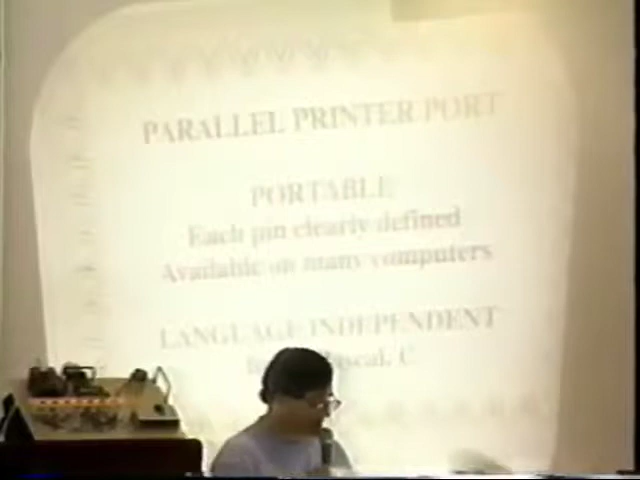 PARALLEL PRINTER PORT
PORTABLE
Each pin clearly defined
Available on many computers
LANGUAGE INDEPENDENT
Pascal, C